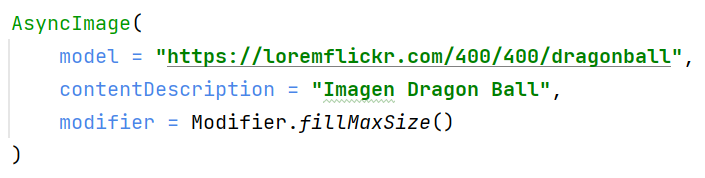 AsyncImage(
    model = "https://loremflickr.com/400/400/dragonball",
    contentDescription = "Imagen Dragon Ball",
    modifier = Modifier.fillMaxSize()
)